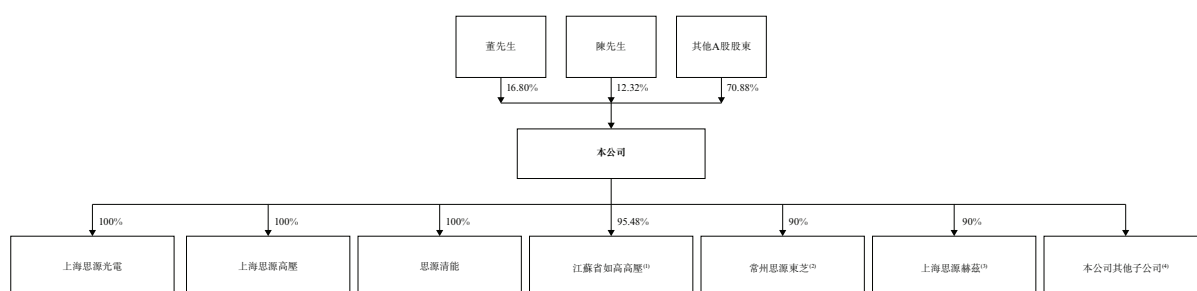 董先生
陳先生
其他A股股東
16.80%
12.32%
70.88%
本公司
100%
100%
100%
95.48%
90%
90%
上海思源光電
上海思源高壓
思源清能
江蘇省如高高壓(1)
常州思源東芝(2)
上海思源赫茲(3)
本公司其他子公司(4)